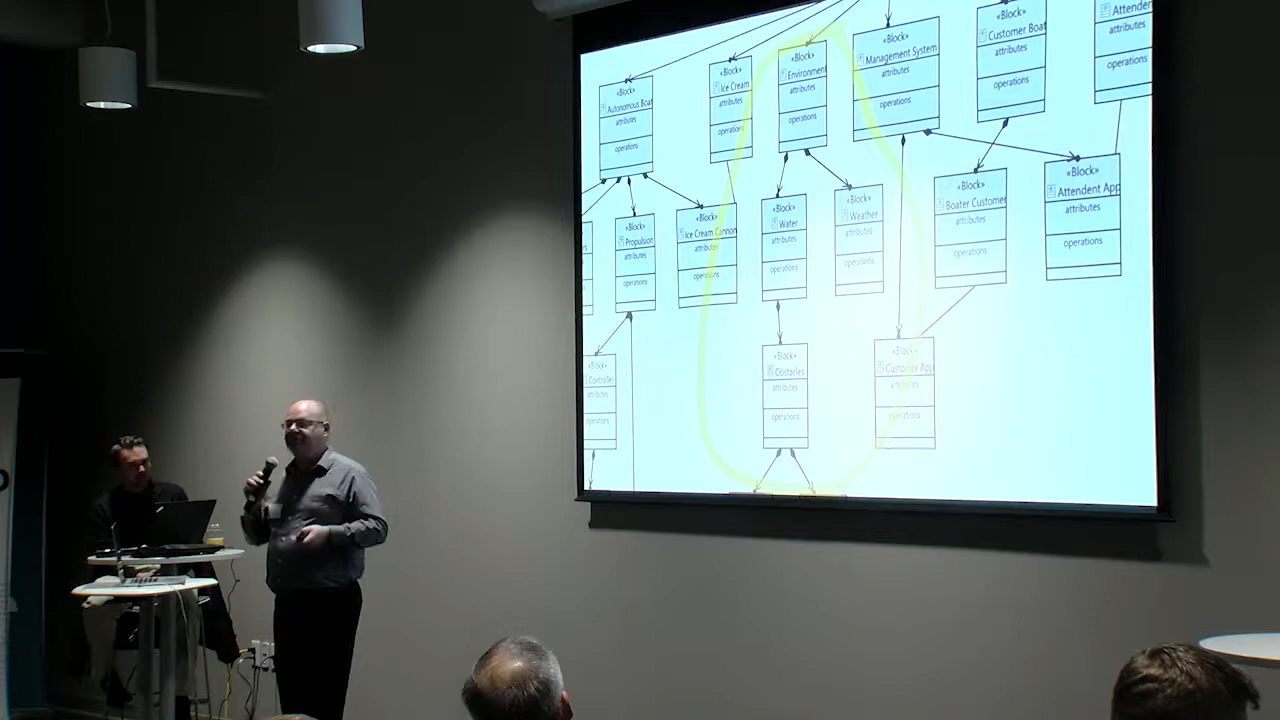 «Block»
Autonomous Boat
attributes
operations
«Block»
Ice Cream
attributes
operations
«Block»
Environment
attributes
operations
«Block»
Management System
attributes
operations
«Block»
Customer Boat
attributes
operations
Attenden
attributes
operations
«Block»
Propulsion
attributes
operations
«Block»
Ice Cream Cannon
attributes
operations
«Block»
Water
attributes
operations
«Block»
Weather
attributes
operations
«Block»
Boater Customer
attributes
operations
«Block»
Attendent App
attributes
operations
«Block»
Controller
attributes
operations
«Block»
Obstacles
attributes
operations
«Block»
Customer App
attributes
operations